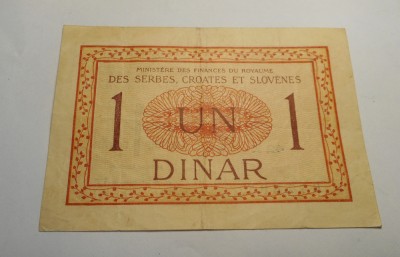 MINISTÈRE DES FINANCES DU ROYAUME
DES SERBES, CROATES ET SLOVÈNES
1 UN 1
DINAR